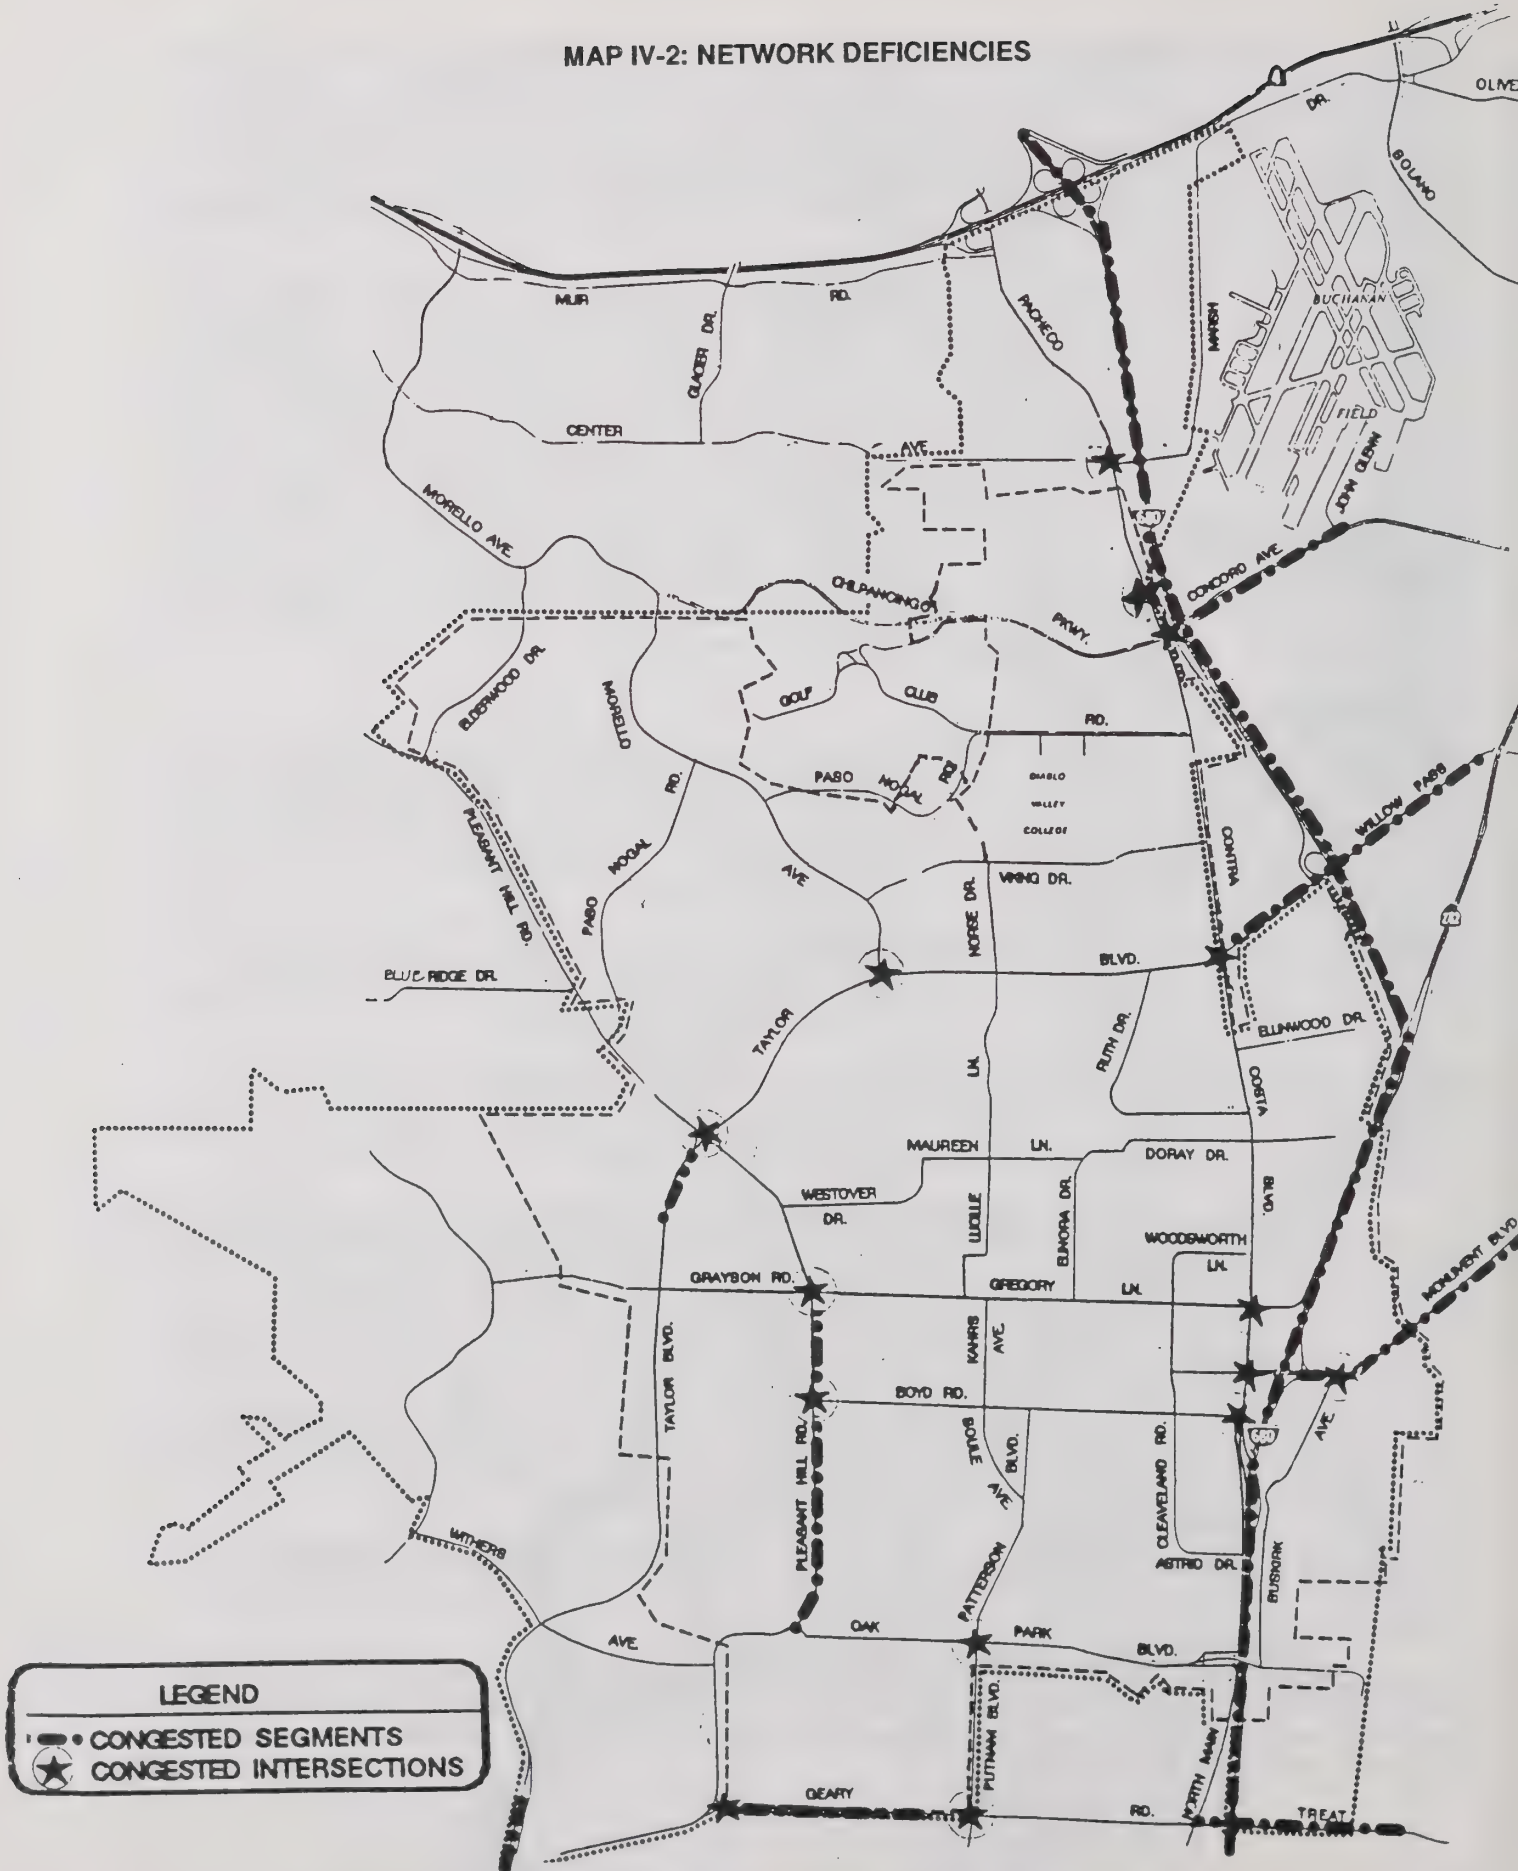 MAP IV-2: NETWORK DEFICIENCIES
OLIVE
DR.
SOLANO
MUIR
RD.
GLACIER DR.
PACHECO
MARSH
BUCHANAN
FIELD
JOHN GLENN
CENTER
AVE.
MORELLO AVE.
680
CONCORD AVE.
CHILPANCINGO
PKWY.
ELDERWOOD DR.
MORELLO
GOLF
CLUB
RD.
RD.
PASO
NOGAL
RD.
DIABLO
VALLEY
COLLEGE
WILLOW PASS
PLEASANT HILL RD.
NOGAL
PASO
AVE
VIKING DR.
CONTRA
NORSE DR.
242
BLUE RIDGE DR.
BLVD.
TAYLOR
RUTH DR.
ELLINWOOD DR.
LN.
COSTA
MAUREEN
LN.
DORAY DR.
WESTOVER
DR.
LUCILLE
ELINORA DR.
BLVD.
WOODSWORTH
LN.
GRAYSON RD.
GREGORY
LN.
MONUMENT BLVD
TAYLOR BLVD.
KAHRS
AVE.
BOYD RD.
PLEASANT HILL RD.
SOULE
AVE.
BLVD.
CLEAVELAND RD.
680
AVE
WITHERS
PATTERSON
ASTRID DR.
BUSKIRK
AVE.
OAK
PARK
BLVD.
LEGEND
CONGESTED SEGMENTS
CONGESTED INTERSECTIONS
PUTNAM BLVD.
NORTH MAIN
GEARY
RD.
TREAT